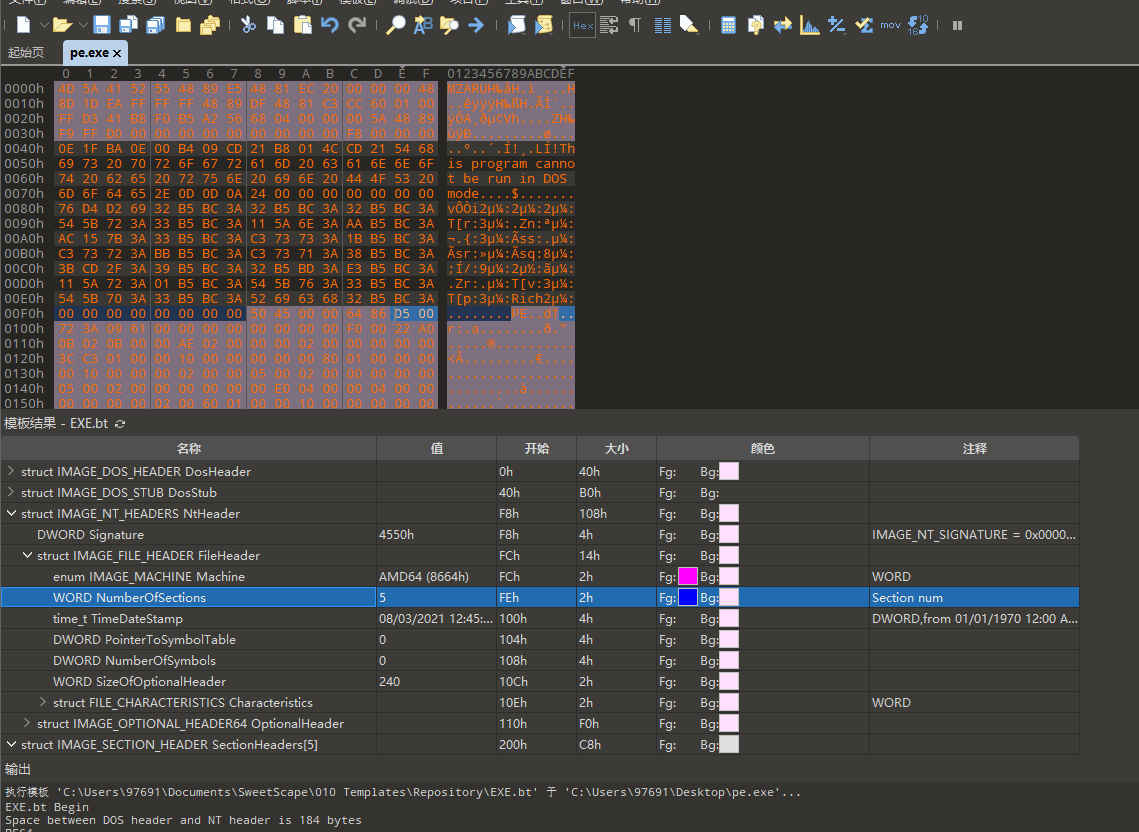 起始页 pe.exe
0 1 2 3 4 5 6 7 8 9 A B C D E F 0123456789ABCDEF
0000h 4D 5A 41 52 55 48 89 E5 48 81 EC 20 00 00 00 48 MZARUH‰åH.ì ...H
0010h 8D 1D EA FF FF FF 48 89 DF 48 81 C3 CC 60 01 00 ..êÿÿÿH‰ßH.ÃÌ`..
0020h FF D3 41 B8 F0 B5 A2 56 68 04 00 00 00 5A 48 89 ÿÓA¸ðµ¢Vh....ZH‰
0030h F9 FF D0 00 00 00 00 00 00 00 00 00 F8 00 00 00 ùÿÐ.........ø...
0040h 0E 1F BA 0E 00 B4 09 CD 21 B8 01 4C CD 21 54 68 ..º..´.Í!¸.LÍ!Th
0050h 69 73 20 70 72 6F 67 72 61 6D 20 63 61 6E 6E 6F is program canno
0060h 74 20 62 65 20 72 75 6E 20 69 6E 20 44 4F 53 20 t be run in DOS
0070h 6D 6F 64 65 2E 0D 0D 0A 24 00 00 00 00 00 00 00 mode....$.......
0080h 76 D4 D2 69 32 B5 BC 3A 32 B5 BC 3A 32 B5 BC 3A vÔÒi2µ¼:2µ¼:2µ¼:
0090h 54 5B 72 3A 33 B5 BC 3A 11 5A 6E 3A AA B5 BC 3A T[r:3µ¼:.Zn:ªµ¼:
00A0h AC 15 7B 3A 33 B5 BC 3A C3 73 73 3A 1B B5 BC 3A ¬.{:3µ¼:Ãss:.µ¼:
00B0h C3 73 72 3A BB B5 BC 3A C3 73 71 3A 38 B5 BC 3A Ãsr:»µ¼:Ãsq:8µ¼:
00C0h 3B CD 2F 3A 39 B5 BC 3A 32 B5 BD 3A E3 B5 BC 3A ;Í/:9µ¼:2µ½:ãµ¼:
00D0h 11 5A 72 3A 01 B5 BC 3A 54 5B 76 3A 33 B5 BC 3A .Zr:.µ¼:T[v:3µ¼:
00E0h 54 5B 70 3A 33 B5 BC 3A 52 69 63 68 32 B5 BC 3A T[p:3µ¼:Rich2µ¼:
00F0h 00 00 00 00 00 00 00 00 50 45 00 00 64 86 05 00 ........PE..d†..
0100h 72 3A 09 61 00 00 00 00 00 00 00 00 F0 00 22 A0 r:.a........ð."
0110h 0B 02 0B 00 00 AE 02 00 00 00 02 00 00 00 00 00 .....®..........
0120h 3C C3 01 00 00 10 00 00 00 00 00 80 01 00 00 00 <Ã.........€....
0130h 00 10 00 00 00 02 00 00 05 00 02 00 00 00 00 00 ................
0140h 05 00 02 00 00 00 00 00 00 E0 04 00 00 04 00 00 .........à......
0150h 00 00 00 00 02 00 60 01 00 00 10 00 00 00 00 00 ......`.........
模板结果 - EXE.bt
名称 值 开始 大小 颜色 注释
struct IMAGE_DOS_HEADER DosHeader 0h 40h Fg: Bg:
struct IMAGE_DOS_STUB DosStub 40h B0h Fg: Bg:
struct IMAGE_NT_HEADERS NtHeader F8h 108h Fg: Bg:
DWORD Signature 4550h F8h 4h Fg: Bg: IMAGE_NT_SIGNATURE = 0x0000...
struct IMAGE_FILE_HEADER FileHeader FCh 14h Fg: Bg:
enum IMAGE_MACHINE Machine AMD64 (8664h) FCh 2h Fg: Bg: WORD
WORD NumberOfSections 5 FEh 2h Fg: Bg: Section num
time_t TimeDateStamp 08/03/2021 12:45:... 100h 4h Fg: Bg: DWORD,from 01/01/1970 12:00 A...
DWORD PointerToSymbolTable 0 104h 4h Fg: Bg:
DWORD NumberOfSymbols 0 108h 4h Fg: Bg:
WORD SizeOfOptionalHeader 240 10Ch 2h Fg: Bg:
struct FILE_CHARACTERISTICS Characteristics 10Eh 2h Fg: Bg: WORD
struct IMAGE_OPTIONAL_HEADER64 OptionalHeader 110h F0h Fg: Bg:
struct IMAGE_SECTION_HEADER SectionHeaders[5] 200h C8h Fg: Bg:
输出
执行模板 'C:\Users\97691\Documents\SweetScape\010 Templates\Repository\EXE.bt' 于 'C:\Users\97691\Desktop\pe.exe'...
EXE.bt Begin
Space between DOS header and NT header is 184 bytes